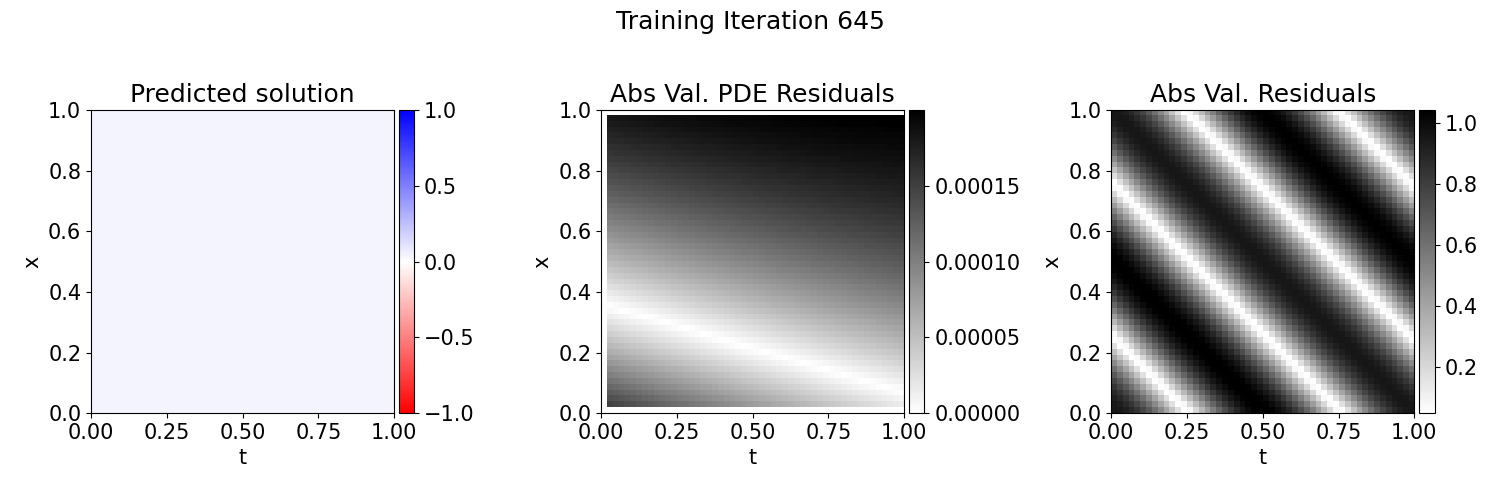 Training Iteration 645
Predicted solution
Abs Val. PDE Residuals
Abs Val. Residuals
1.0
0.8
0.6
0.4
0.2
0.0
x
0.00 0.25 0.50 0.75 1.00
t
1.0
0.5
0.0
−0.5
−1.0
1.0
0.8
0.6
0.4
0.2
0.0
x
0.00 0.25 0.50 0.75 1.00
t
0.00015
0.00010
0.00005
0.00000
1.0
0.8
0.6
0.4
0.2
0.0
x
0.00 0.25 0.50 0.75 1.00
t
1.0
0.8
0.6
0.4
0.2